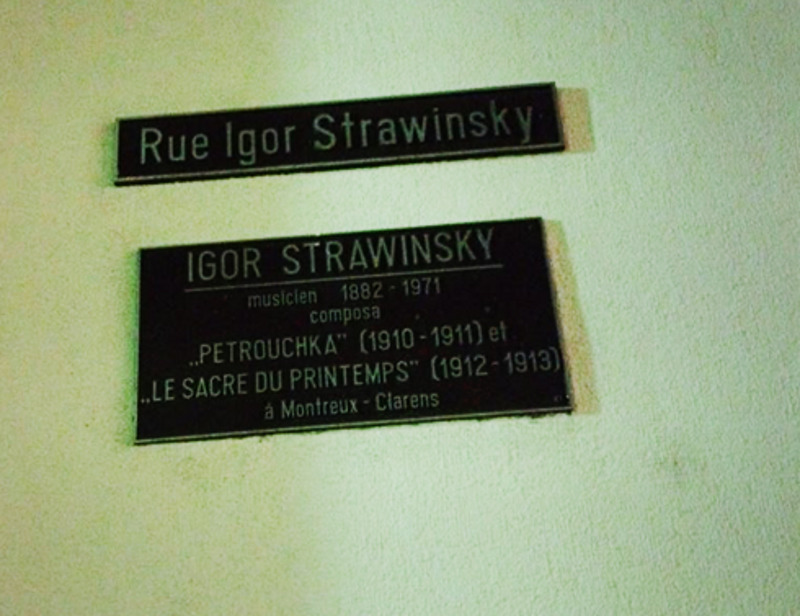 Rue Igor Strawinsky
IGOR STRAWINSKY
musicien 1882-1971
composa
„PETROUCHKA” (1910-1911) et
„LE SACRE DU PRINTEMPS” (1912-1913)
à Montreux-Clarens